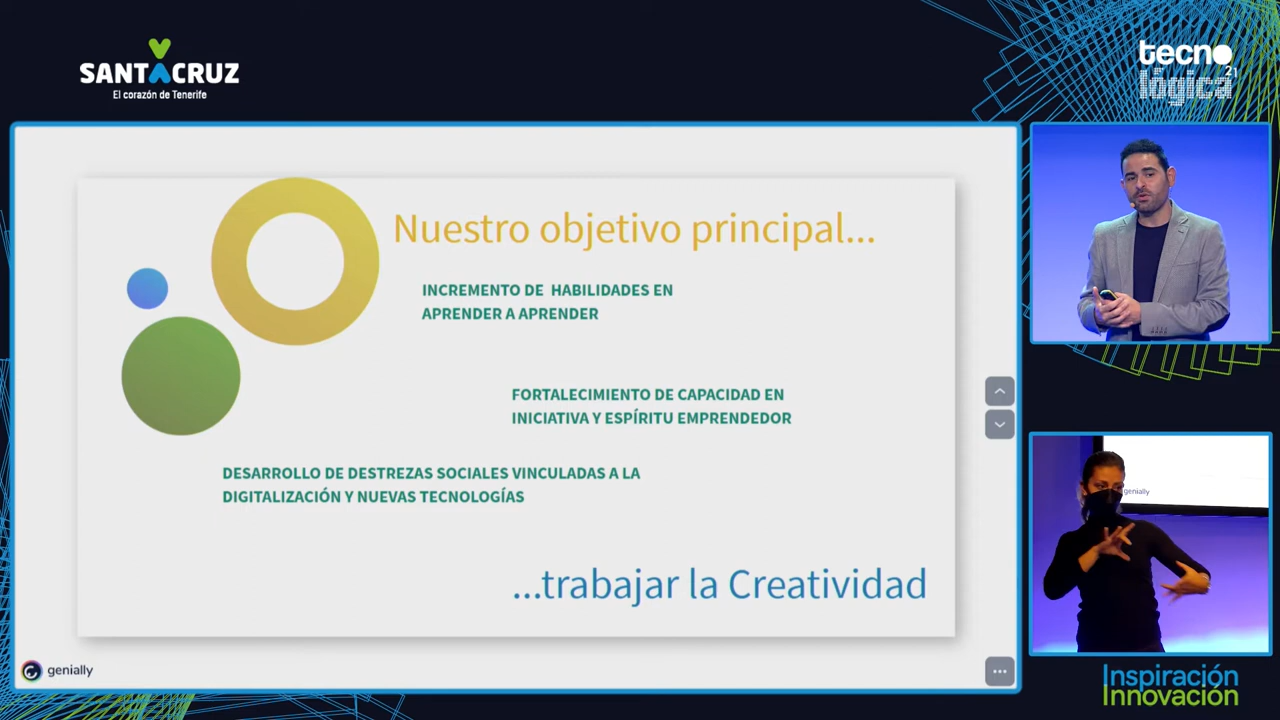 SANTACRUZ
El corazón de Tenerife
tecno
lógica
21
Nuestro objetivo principal...
INCREMENTO DE HABILIDADES EN
APRENDER A APRENDER
FORTALECIMIENTO DE CAPACIDAD EN
INICIATIVA Y ESPÍRITU EMPRENDEDOR
DESARROLLO DE DESTREZAS SOCIALES VINCULADAS A LA
DIGITALIZACIÓN Y NUEVAS TECNOLOGÍAS
...trabajar la Creatividad
genially
genially
Inspiración
Innovación